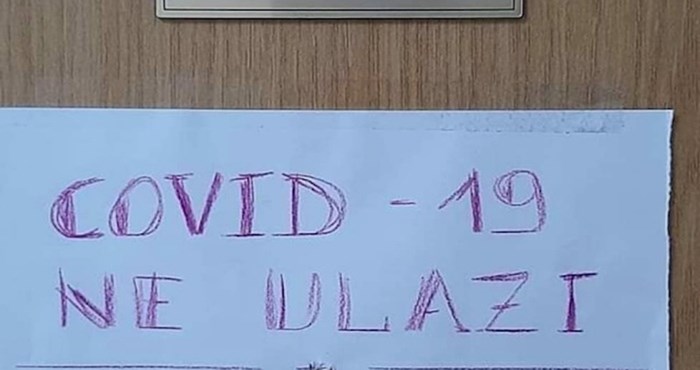 COVID - 19
NE ULAZI